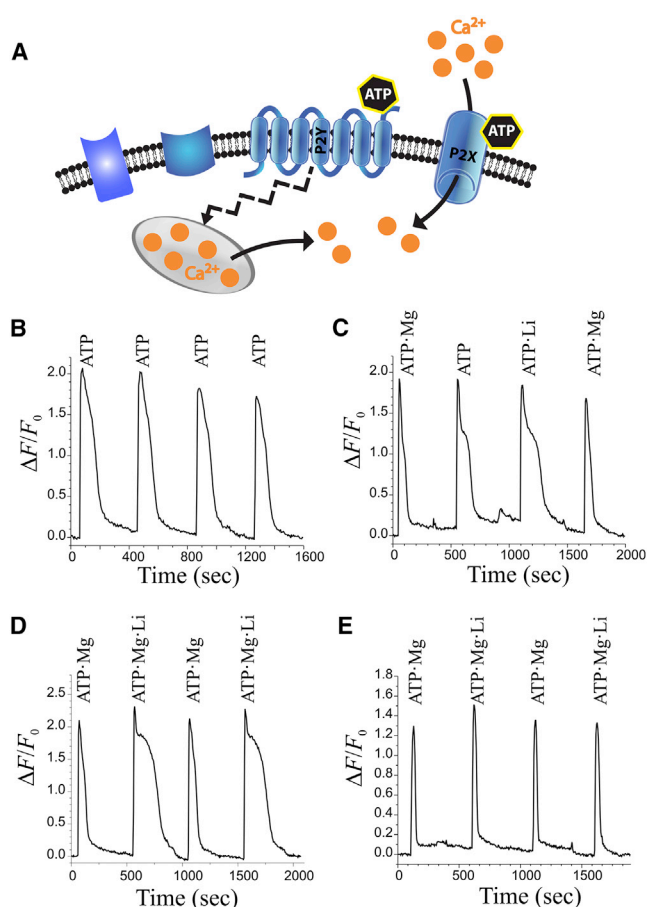 A
Ca2+
ATP
ATP
P2Y
P2X
Ca2+
B
ATP
ATP
ATP
ATP
ΔF/F0
2.0
1.5
1.0
0.5
0.0
0
400
800
1200
1600
Time (sec)
C
ATP·Mg
ATP
ATP·Li
ATP·Mg
ΔF/F0
2.0
1.5
1.0
0.5
0.0
0
500
1000
1500
2000
Time (sec)
D
ATP·Mg
ATP·Mg·Li
ATP·Mg
ATP·Mg·Li
ΔF/F0
2.5
2.0
1.5
1.0
0.5
0.0
0
500
1000
1500
2000
Time (sec)
E
ATP·Mg
ATP·Mg·Li
ATP·Mg
ATP·Mg·Li
ΔF/F0
1.8
1.6
1.4
1.2
1.0
0.8
0.6
0.4
0.2
0.0
0
500
1000
1500
Time (sec)